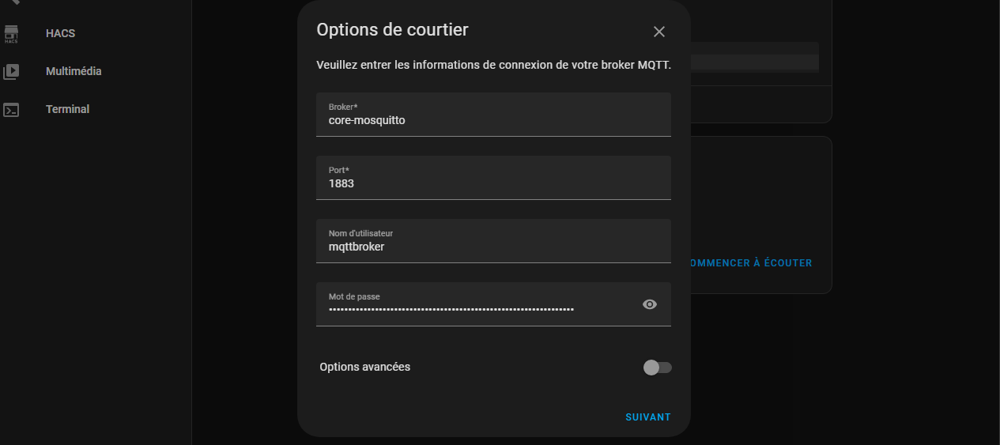 HACS
HACS
Multimédia
Terminal
Options de courtier
Veuillez entrer les informations de connexion de votre broker MQTT.
Broker*
core-mosquitto
Port*
1883
Nom d'utilisateur
mqttbroker
Mot de passe
••••••••••••••••••••••••••••••••••••••••••••••••••••••••••••••••
Options avancées
SUIVANT
OMMENCER À ÉCOUTER